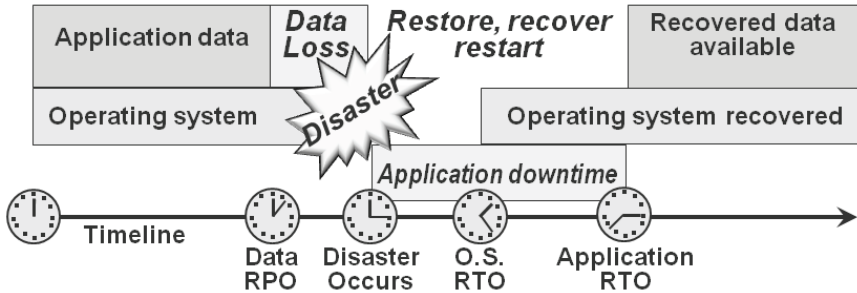 Application data
Data
Loss
Restore, recover
restart
Recovered data
available
Operating system
Disaster
Operating system recovered
Application downtime
Timeline
Data
RPO
Disaster
Occurs
O.S.
RTO
Application
RTO